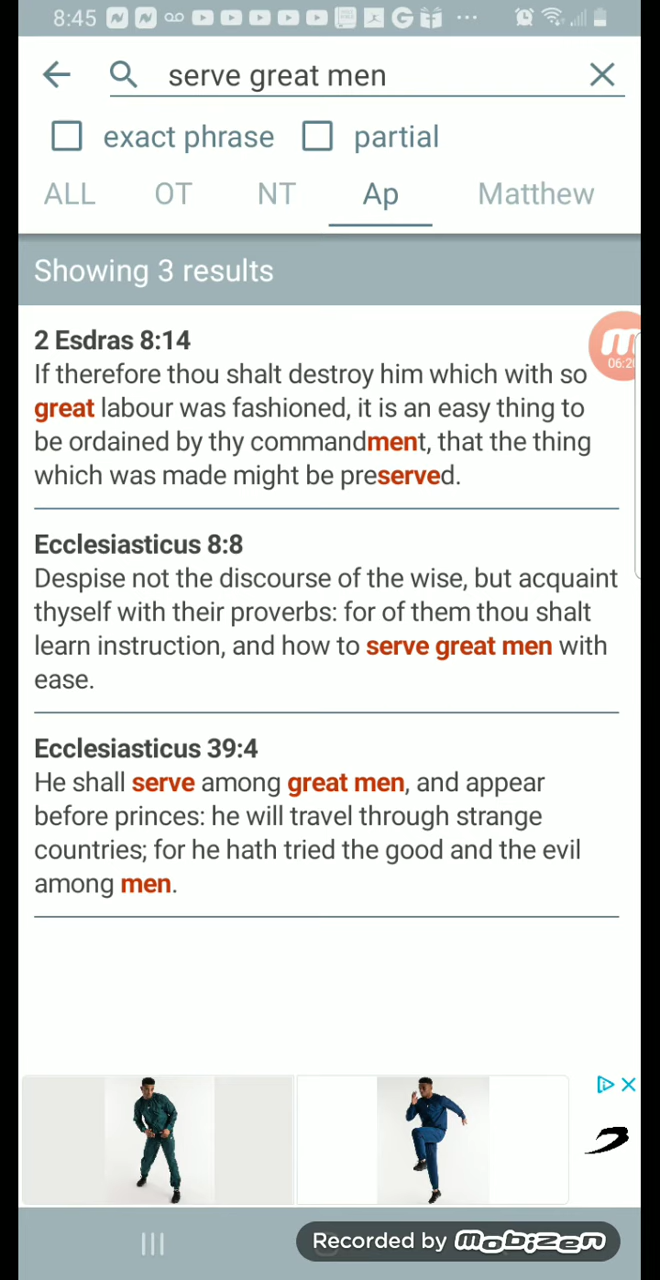 8:45
serve great men
exact phrase partial
ALL OT NT Ap Matthew
Showing 3 results
2 Esdras 8:14
If therefore thou shalt destroy him which with so
great labour was fashioned, it is an easy thing to
be ordained by thy commandment, that the thing
which was made might be preserved.
Ecclesiasticus 8:8
Despise not the discourse of the wise, but acquaint
thyself with their proverbs: for of them thou shalt
learn instruction, and how to serve great men with
ease.
Ecclesiasticus 39:4
He shall serve among great men, and appear
before princes: he will travel through strange
countries; for he hath tried the good and the evil
among men.
Recorded by mobizen